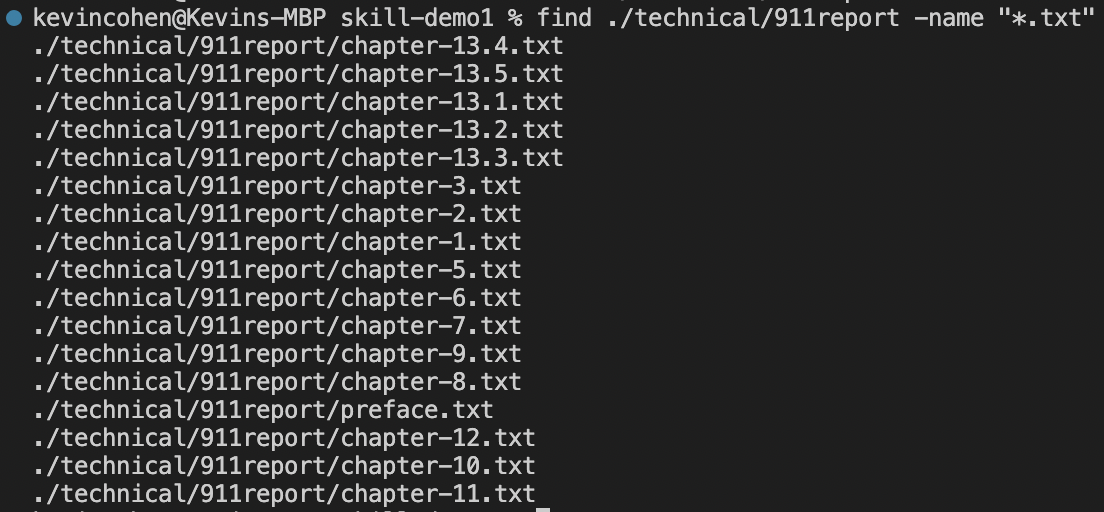 kevincohen@Kevins-MBP skill-demo1 % find ./technical/911report -name "*.txt"
./technical/911report/chapter-13.4.txt
./technical/911report/chapter-13.5.txt
./technical/911report/chapter-13.1.txt
./technical/911report/chapter-13.2.txt
./technical/911report/chapter-13.3.txt
./technical/911report/chapter-3.txt
./technical/911report/chapter-2.txt
./technical/911report/chapter-1.txt
./technical/911report/chapter-5.txt
./technical/911report/chapter-6.txt
./technical/911report/chapter-7.txt
./technical/911report/chapter-9.txt
./technical/911report/chapter-8.txt
./technical/911report/preface.txt
./technical/911report/chapter-12.txt
./technical/911report/chapter-10.txt
./technical/911report/chapter-11.txt